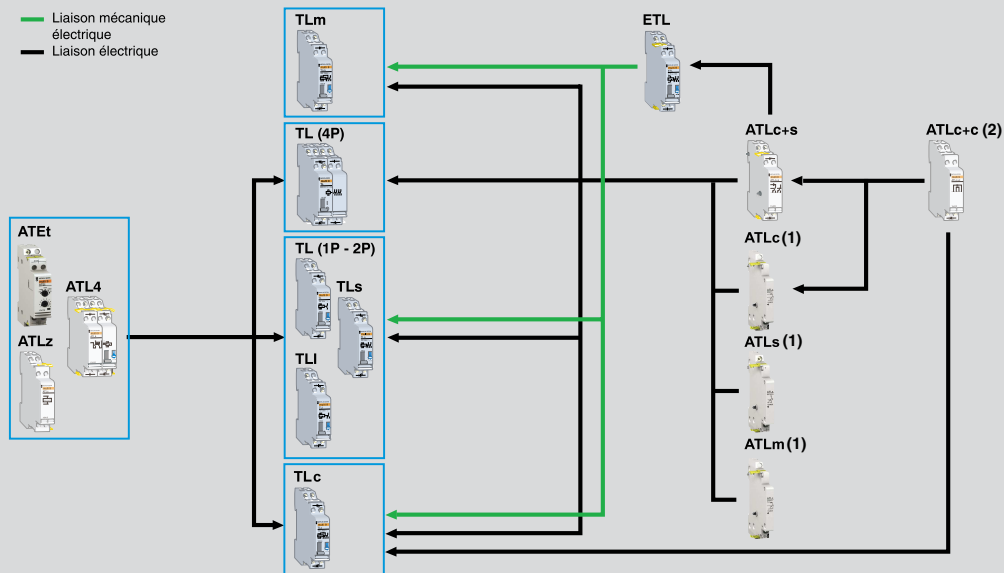 Liaison mécanique
électrique
Liaison électrique
TLm
ETL
TL (4P)
ATLc+s
ATLc+c (2)
ATEt
ATL4
ATLz
TL (1P - 2P)
TLs
TLI
ATLc (1)
ATLs (1)
ATLm (1)
TLc